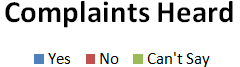 Complaints Heard
Yes No Can't Say